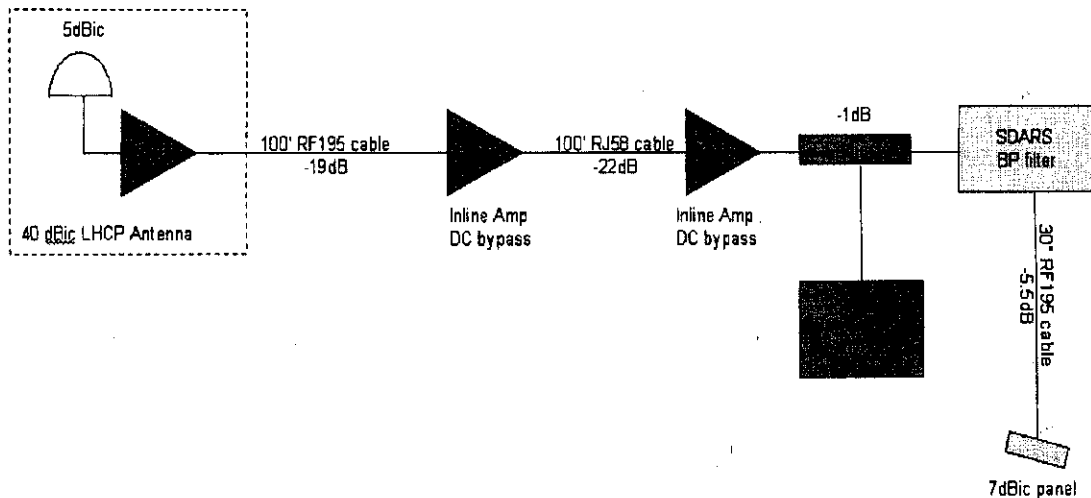 5dBic
40 dBic LHCP Antenna
100' RF195 cable
-19dB
Inline Amp
DC bypass
100' RJ58 cable
-22dB
Inline Amp
DC bypass
-1dB
SDARS
BP filter
30" RF195 cable
-5.5dB
7dBic panel